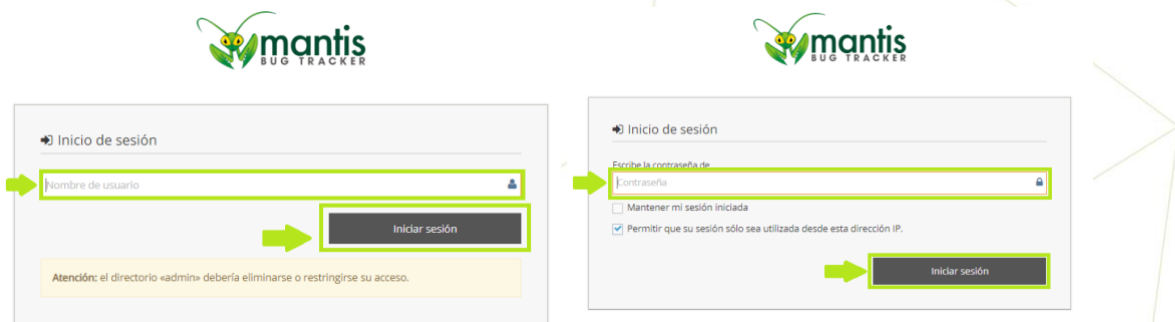 mantis
BUG TRACKER
Inicio de sesión
Nombre de usuario
Iniciar sesión
Atención: el directorio «admin» debería eliminarse o restringirse su acceso.
mantis
BUG TRACKER
Inicio de sesión
Escribe la contraseña de
Contraseña
Mantener mi sesión iniciada
Permitir que su sesión sólo sea utilizada desde esta dirección IP.
Iniciar sesión